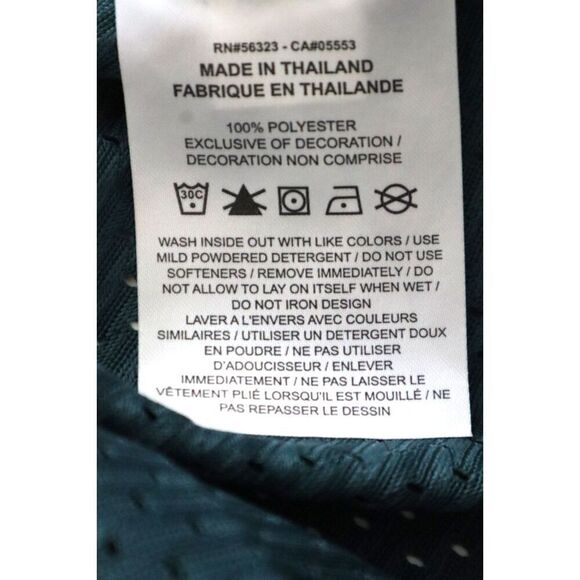 RN#56323 - CA#05553
MADE IN THAILAND
FABRIQUE EN THAILANDE
100% POLYESTER
EXCLUSIVE OF DECORATION /
DECORATION NON COMPRISE
30C
WASH INSIDE OUT WITH LIKE COLORS / USE
MILD POWDERED DETERGENT / DO NOT USE
SOFTENERS / REMOVE IMMEDIATELY / DO
NOT ALLOW TO LAY ON ITSELF WHEN WET /
DO NOT IRON DESIGN
LAVER A L'ENVERS AVEC COULEURS
SIMILAIRES / UTILISER UN DETERGENT DOUX
EN POUDRE / NE PAS UTILISER
D'ADOUCISSEUR / ENLEVER
IMMEDIATEMENT / NE PAS LAISSER LE
VÊTEMENT PLIÉ LORSQU'IL EST MOUILLÉ / NE
PAS REPASSER LE DESSIN